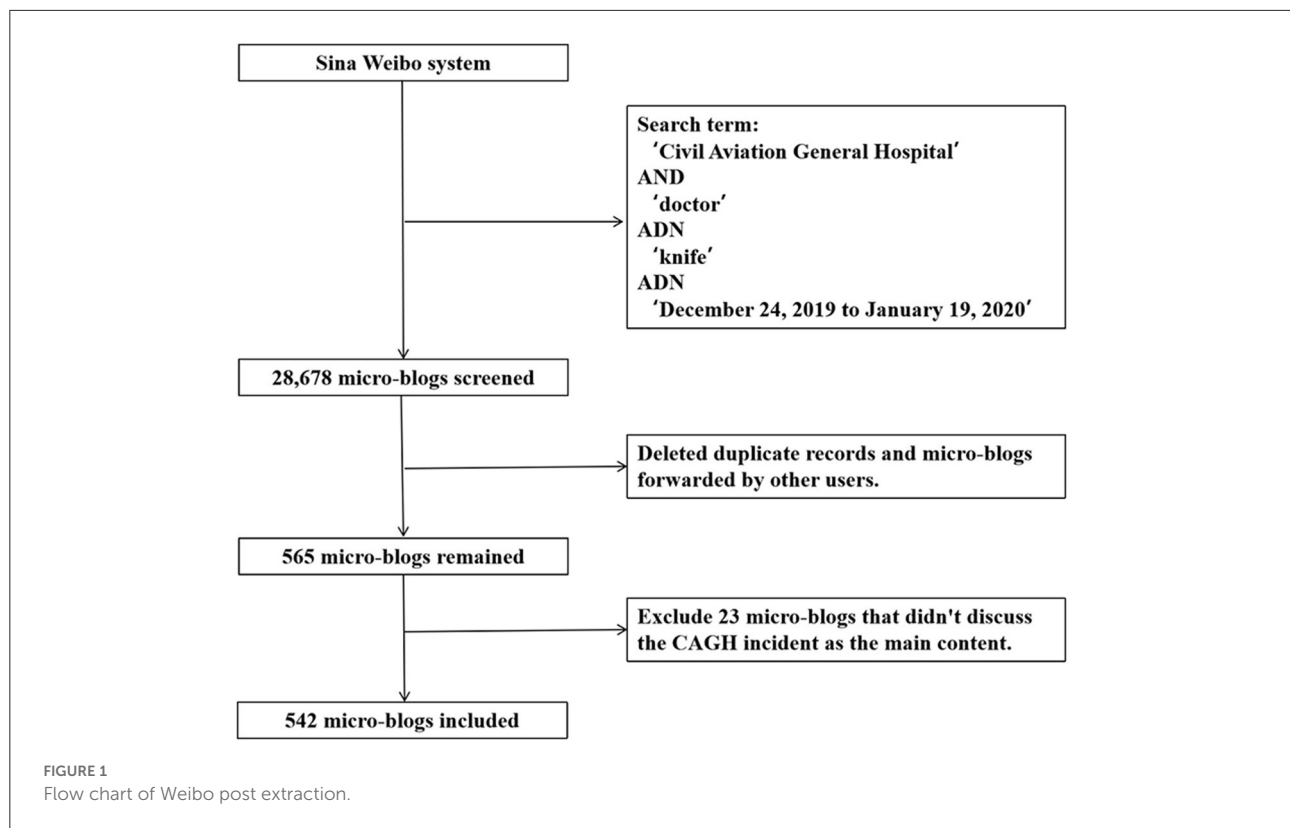 Sina Weibo system
Search term:
‘Civil Aviation General Hospital’
AND
‘doctor’
ADN
‘knife’
ADN
‘December 24, 2019 to January 19, 2020’
28,678 micro-blogs screened
Deleted duplicate records and micro-blogs
forwarded by other users.
565 micro-blogs remained
Exclude 23 micro-blogs that didn't discuss
the CAGH incident as the main content.
542 micro-blogs included
FIGURE 1
Flow chart of Weibo post extraction.